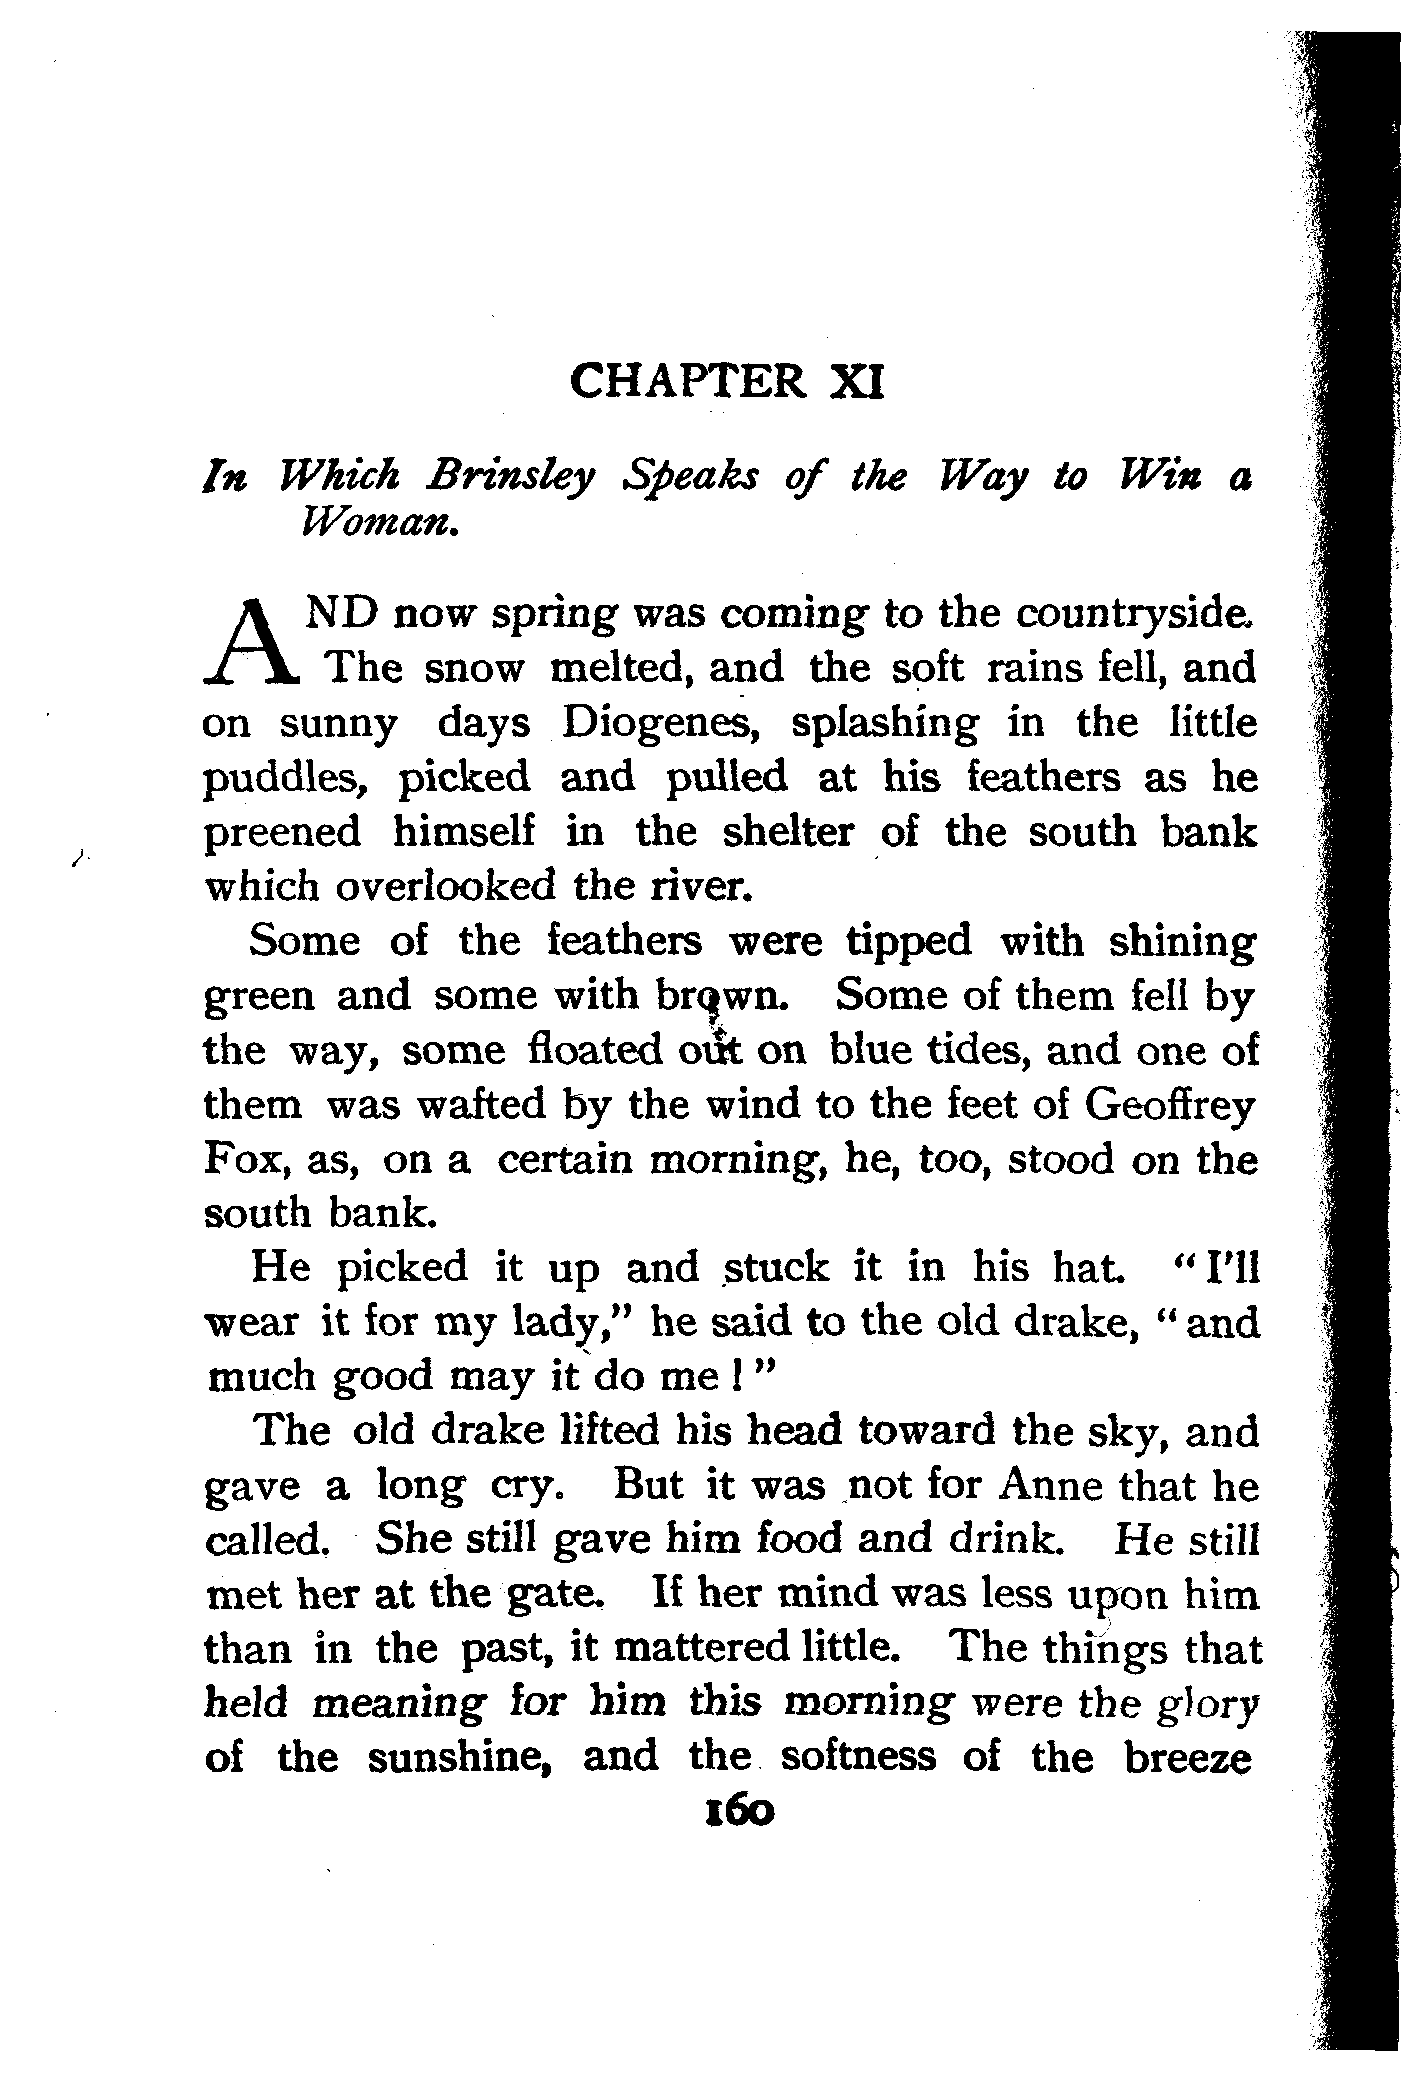 CHAPTER XI
In Which Brinsley Speaks of the Way to Win a
Woman.
AND now spring was coming to the countryside.
The snow melted, and the soft rains fell, and
on sunny days Diogenes, splashing in the little
puddles, picked and pulled at his feathers as he
preened himself in the shelter of the south bank
which overlooked the river.
Some of the feathers were tipped with shining
green and some with brown. Some of them fell by
the way, some floated out on blue tides, and one of
them was wafted by the wind to the feet of Geoffrey
Fox, as, on a certain morning, he, too, stood on the
south bank.
He picked it up and stuck it in his hat. "I'll
wear it for my lady," he said to the old drake, "and
much good may it do me!"
The old drake lifted his head toward the sky, and
gave a long cry. But it was not for Anne that he
called. She still gave him food and drink. He still
met her at the gate. If her mind was less upon him
than in the past, it mattered little. The things that
held meaning for him this morning were the glory
of the sunshine, and the softness of the breeze
160